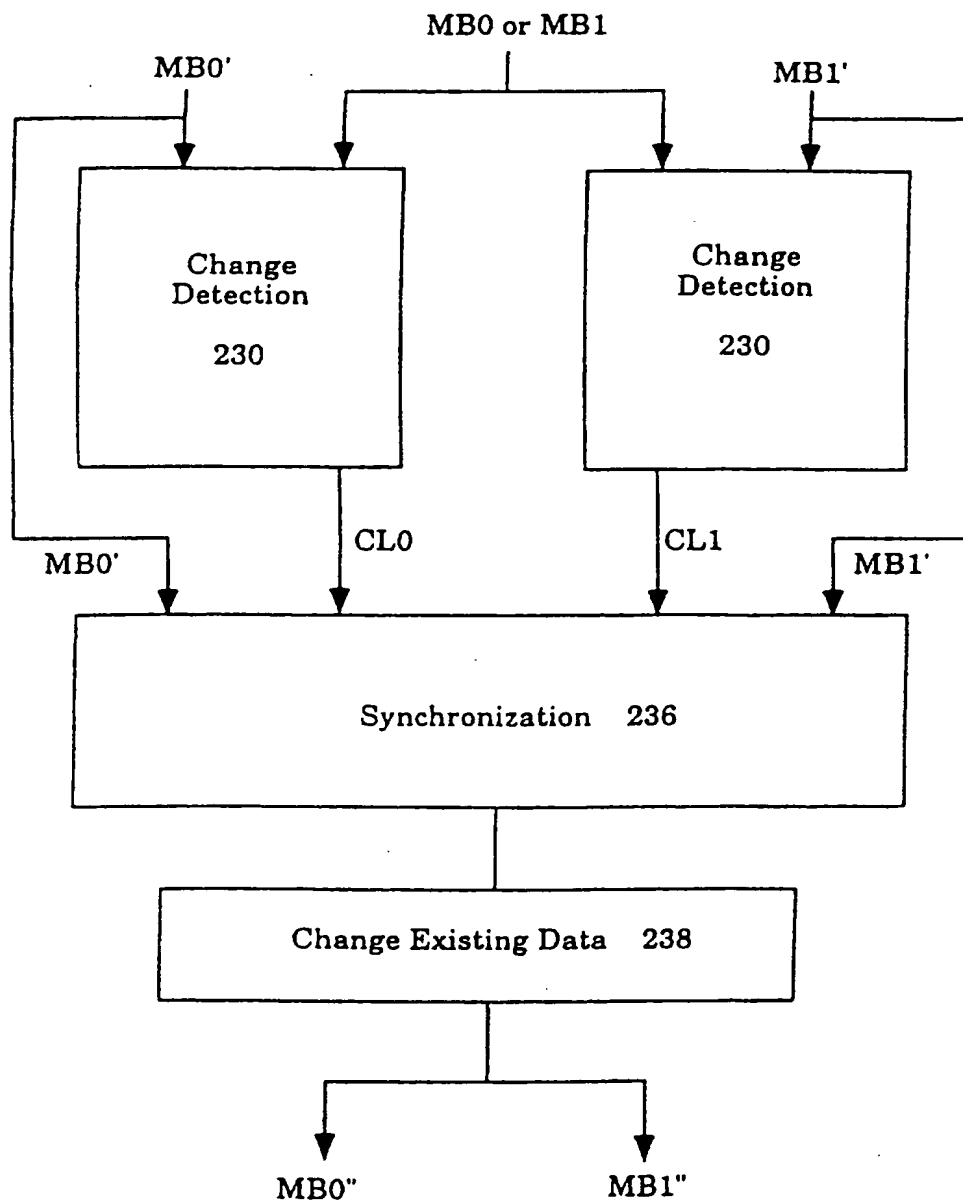 MB0 or MB1
MB0'
MB1'
Change
Detection
230
Change
Detection
230
CL0
CL1
MB0'
MB1'
Synchronization 236
Change Existing Data 238
MB0"
MB1"